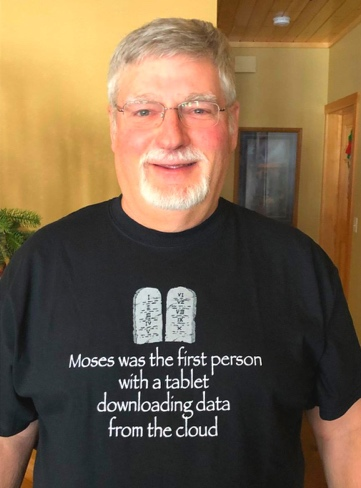 Moses was the first person
with a tablet
downloading data
from the cloud